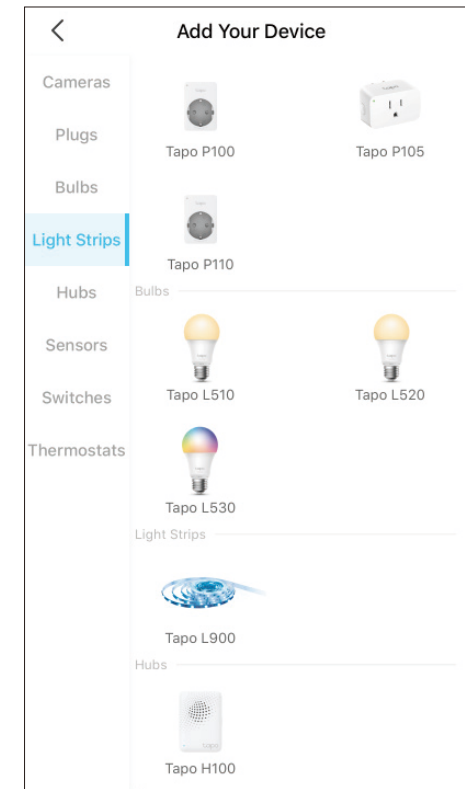 Add Your Device
Cameras
Plugs
Bulbs
Light Strips
Hubs
Sensors
Switches
Thermostats
Tapo P100
Tapo P105
Tapo P110
Bulbs
Tapo L510
Tapo L520
Tapo L530
Light Strips
Tapo L900
Hubs
Tapo H100